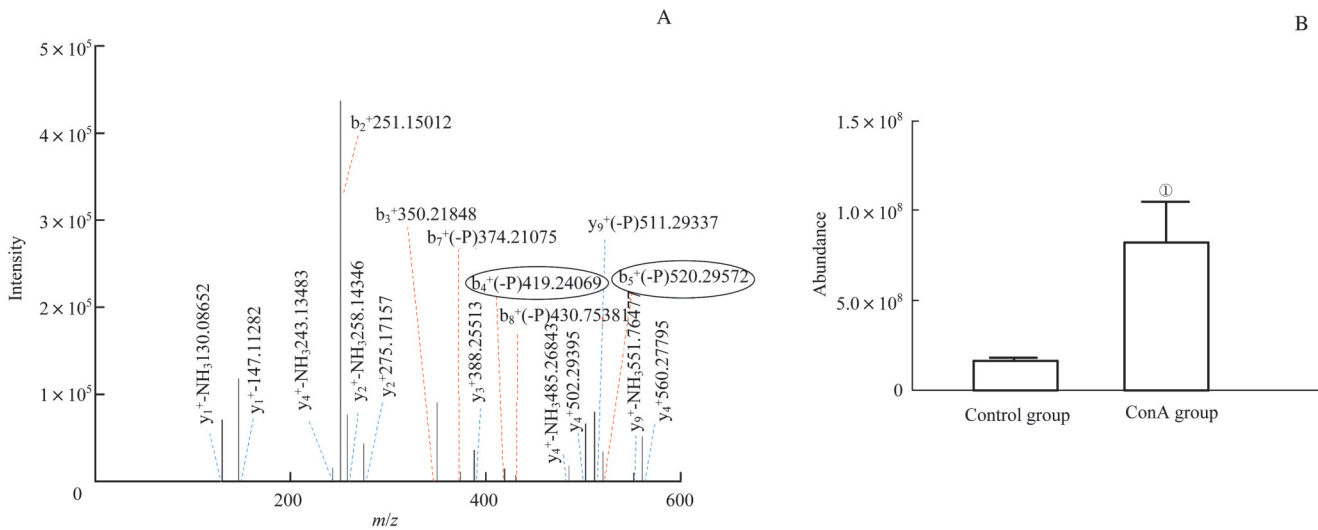 A
B
5×10⁵
4×10⁵
3×10⁵
2×10⁵
1×10⁵
0
Intensity
200
400
600
m/z
b₂⁺251.15012
b₃⁺350.21848
b₇⁺(-P)374.21075
y₉⁺(-P)511.29337
b₄⁺(-P)419.24069
b₅⁺(-P)520.29572
b₈⁺(-P)430.75381
y₁⁺-NH₃130.08652
y₁⁺-147.11282
y₄⁺-NH₃243.13483
y₂⁺-NH₃258.14346
y₂⁺275.17157
y₃⁺388.25513
y₄⁺-NH₃485.26843
y₄⁺502.29395
y₉⁺-NH₃551.76477
y₄⁺560.27795
1.5×10⁸
1.0×10⁸
5.0×10⁸
0
Abundance
①
Control group
ConA group